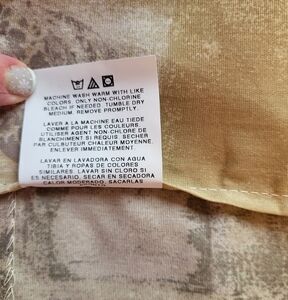 MACHINE WASH WARM WITH LIKE
COLORS. ONLY NON-CHLORINE
BLEACH IF NEEDED. TUMBLE DRY
MEDIUM. REMOVE PROMPTLY.
LAVER A LA MACHINE EAU TIEDE
COMME POUR LES COULEURS.
UTILISER AGENT NON-CHLORE DE
BLANCHIMENT SI REQUIS. SECHER
PAR CULBUTEUR CHALEUR MOYENNE.
ENLEVER IMMEDIATEMENT
LAVAR EN LAVADORA CON AGUA
TIBIA Y ROPAS DE COLORES
SIMILARES. LAVAR SIN CLORO SI
ES NECESARIO. SECAR EN SECADORA
CALOR MODERADO. SACARLAS